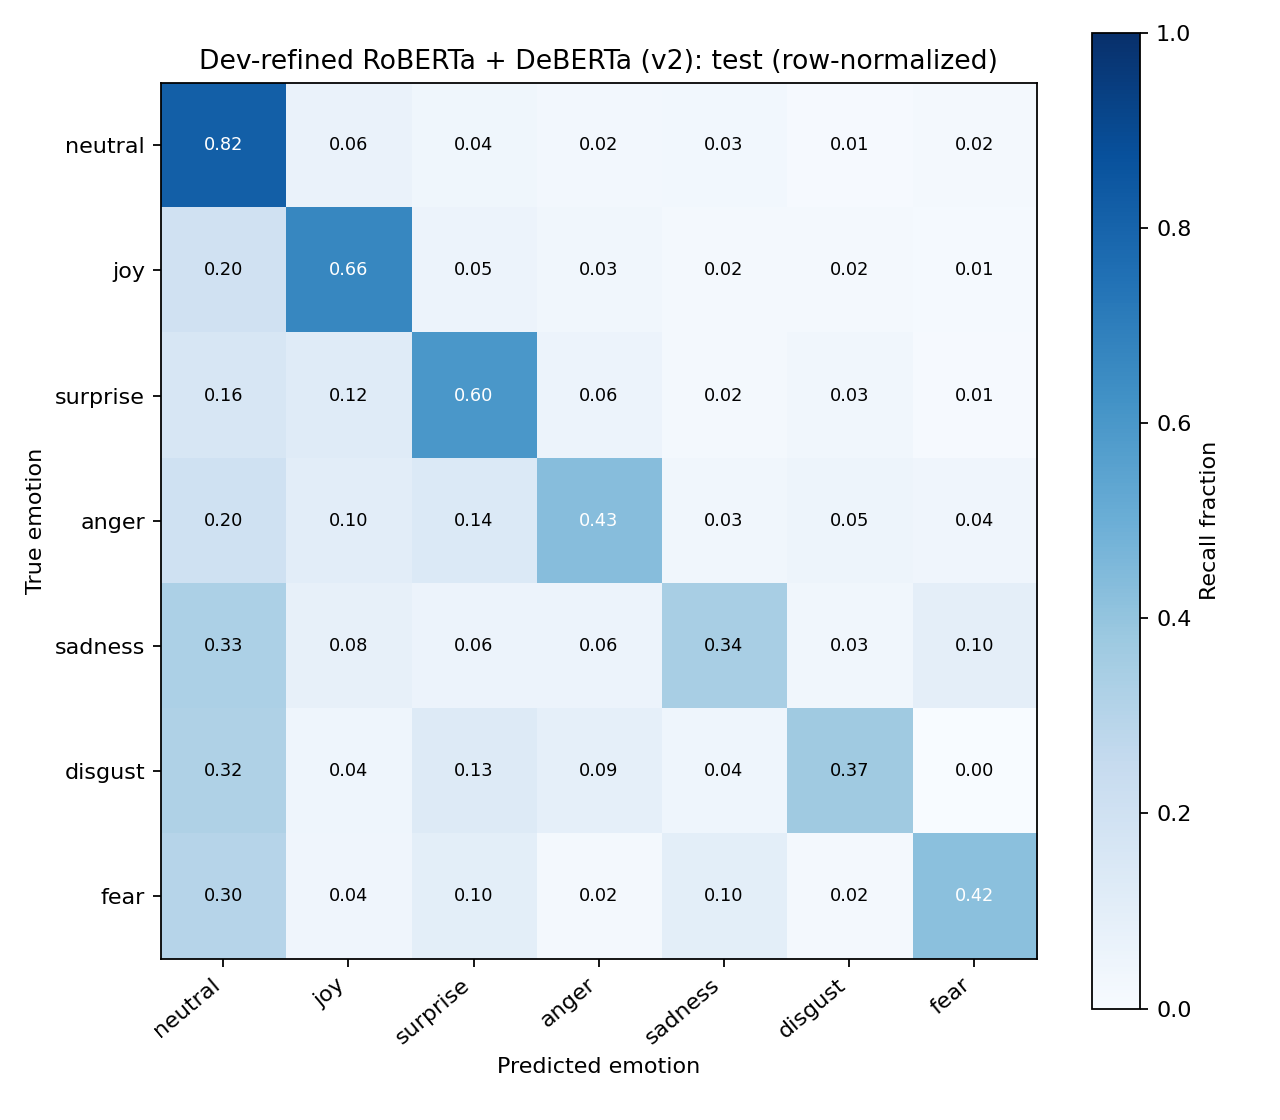 Dev-refined RoBERTa + DeBERTa (v2): test (row-normalized)
True emotion
neutral 0.82 0.06 0.04 0.02 0.03 0.01 0.02
joy 0.20 0.66 0.05 0.03 0.02 0.02 0.01
surprise 0.16 0.12 0.60 0.06 0.02 0.03 0.01
anger 0.20 0.10 0.14 0.43 0.03 0.05 0.04
sadness 0.33 0.08 0.06 0.06 0.34 0.03 0.10
disgust 0.32 0.04 0.13 0.09 0.04 0.37 0.00
fear 0.30 0.04 0.10 0.02 0.10 0.02 0.42
neutral joy surprise anger sadness disgust fear
Predicted emotion
1.0
0.8
0.6
0.4
0.2
0.0
Recall fraction